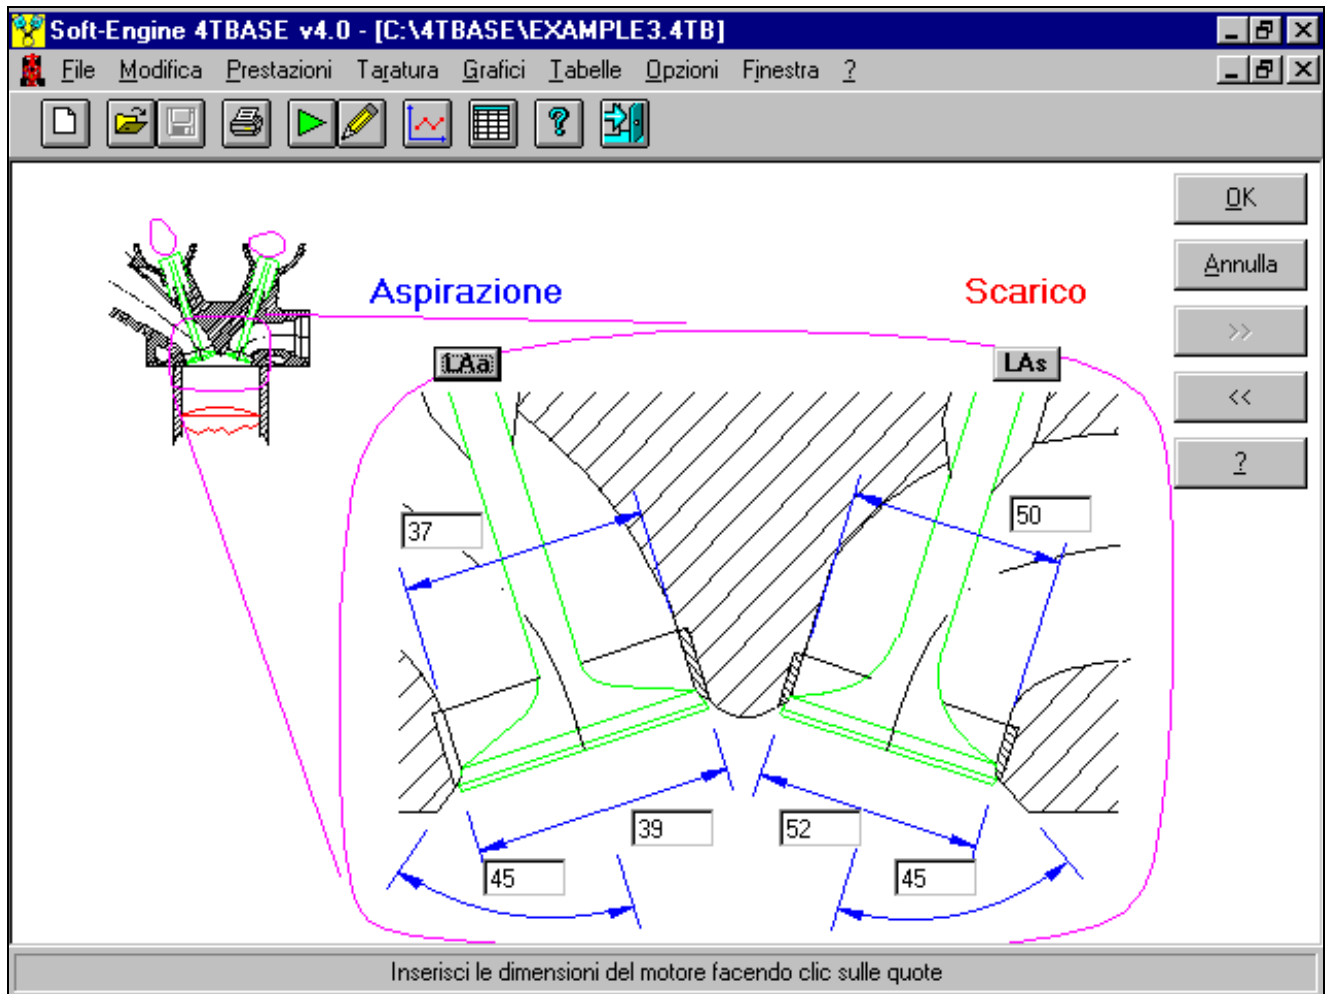 Soft-Engine 4TBASE v4.0 - [C:\4TBASE\EXAMPLE3.4TB]
File Modifica Prestazioni Taratura Grafici Tabelle Opzioni Finestra ?
?
OK
Annulla
>>
<<
?
Aspirazione
Scarico
LAa
LAs
37
50
39
52
45
45
Inserisci le dimensioni del motore facendo clic sulle quote